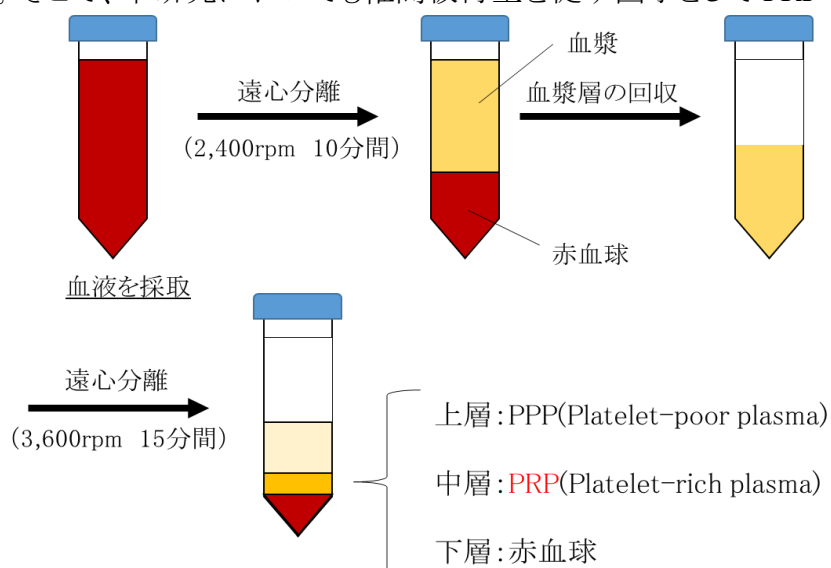 血漿
遠心分離
血漿層の回収
(2,400rpm 10分間)
赤血球
血液を採取
遠心分離
(3,600rpm 15分間)
上層:PPP(Platelet-poor plasma)
中層:PRP(Platelet-rich plasma)
下層:赤血球